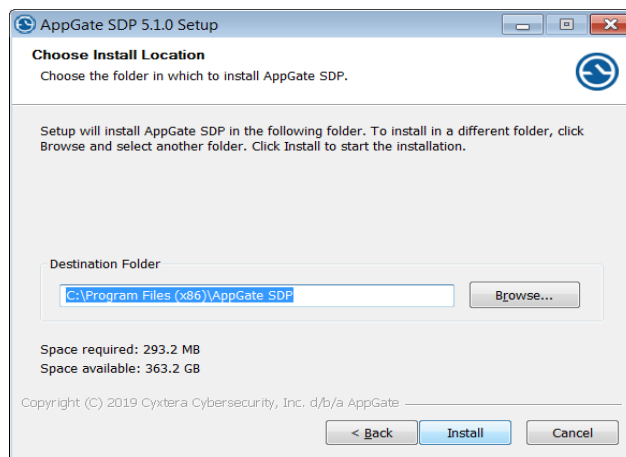 AppGate SDP 5.1.0 Setup
Choose Install Location
Choose the folder in which to install AppGate SDP.
Setup will install AppGate SDP in the following folder. To install in a different folder, click
Browse and select another folder. Click Install to start the installation.
Destination Folder
C:\Program Files (x86)\AppGate SDP
Browse...
Space required: 293.2 MB
Space available: 363.2 GB
Copyright (C) 2019 Cyxtera Cybersecurity, Inc. d/b/a AppGate
< Back Install Cancel